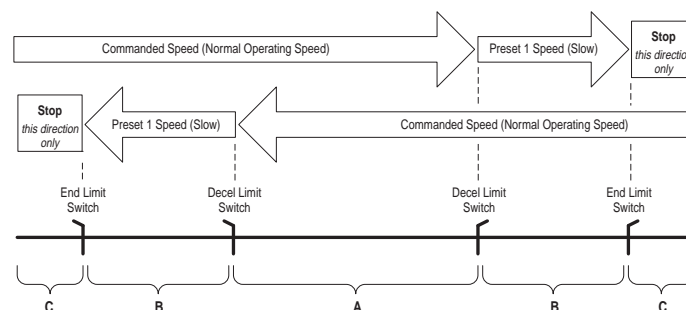 Commanded Speed (Normal Operating Speed)
Preset 1 Speed (Slow)
Stop
this direction
only
Stop
this direction
only
Preset 1 Speed (Slow)
Commanded Speed (Normal Operating Speed)
End Limit
Switch
Decel Limit
Switch
Decel Limit
Switch
End Limit
Switch
C
B
A
B
C